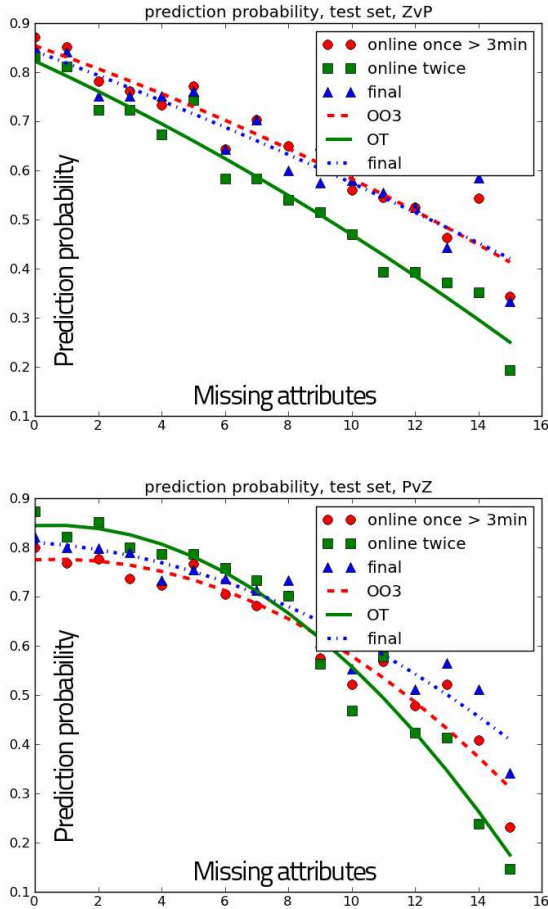 prediction probability, test set, ZvP
0.9
0.8
0.7
0.6
0.5
0.4
0.3
0.2
0.1
Prediction probability
online once > 3min
online twice
final
OO3
OT
final
Missing attributes
0 2 4 6 8 10 12 14 16
prediction probability, test set, PvZ
0.9
0.8
0.7
0.6
0.5
0.4
0.3
0.2
0.1
Prediction probability
online once > 3min
online twice
final
OO3
OT
final
Missing attributes
0 2 4 6 8 10 12 14 16